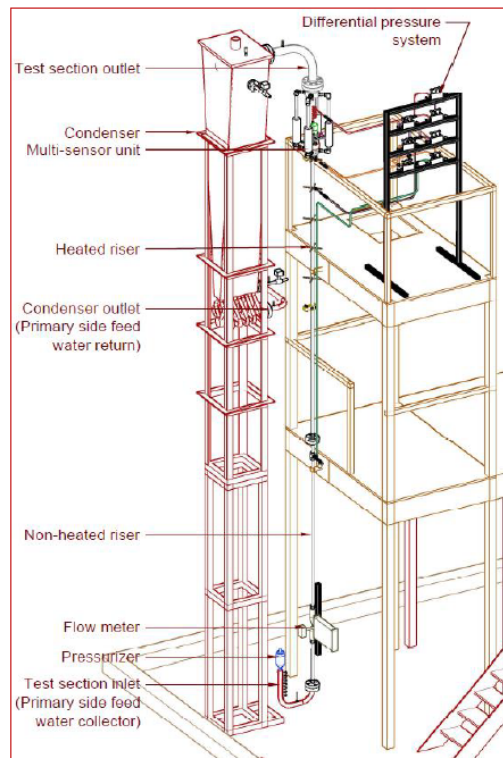 Differential pressure
system
Test section outlet
Condenser
Multi-sensor unit
Heated riser
Condenser outlet
(Primary side feed
water return)
Non-heated riser
Flow meter
Pressurizer
Test section inlet
(Primary side feed
water collector)